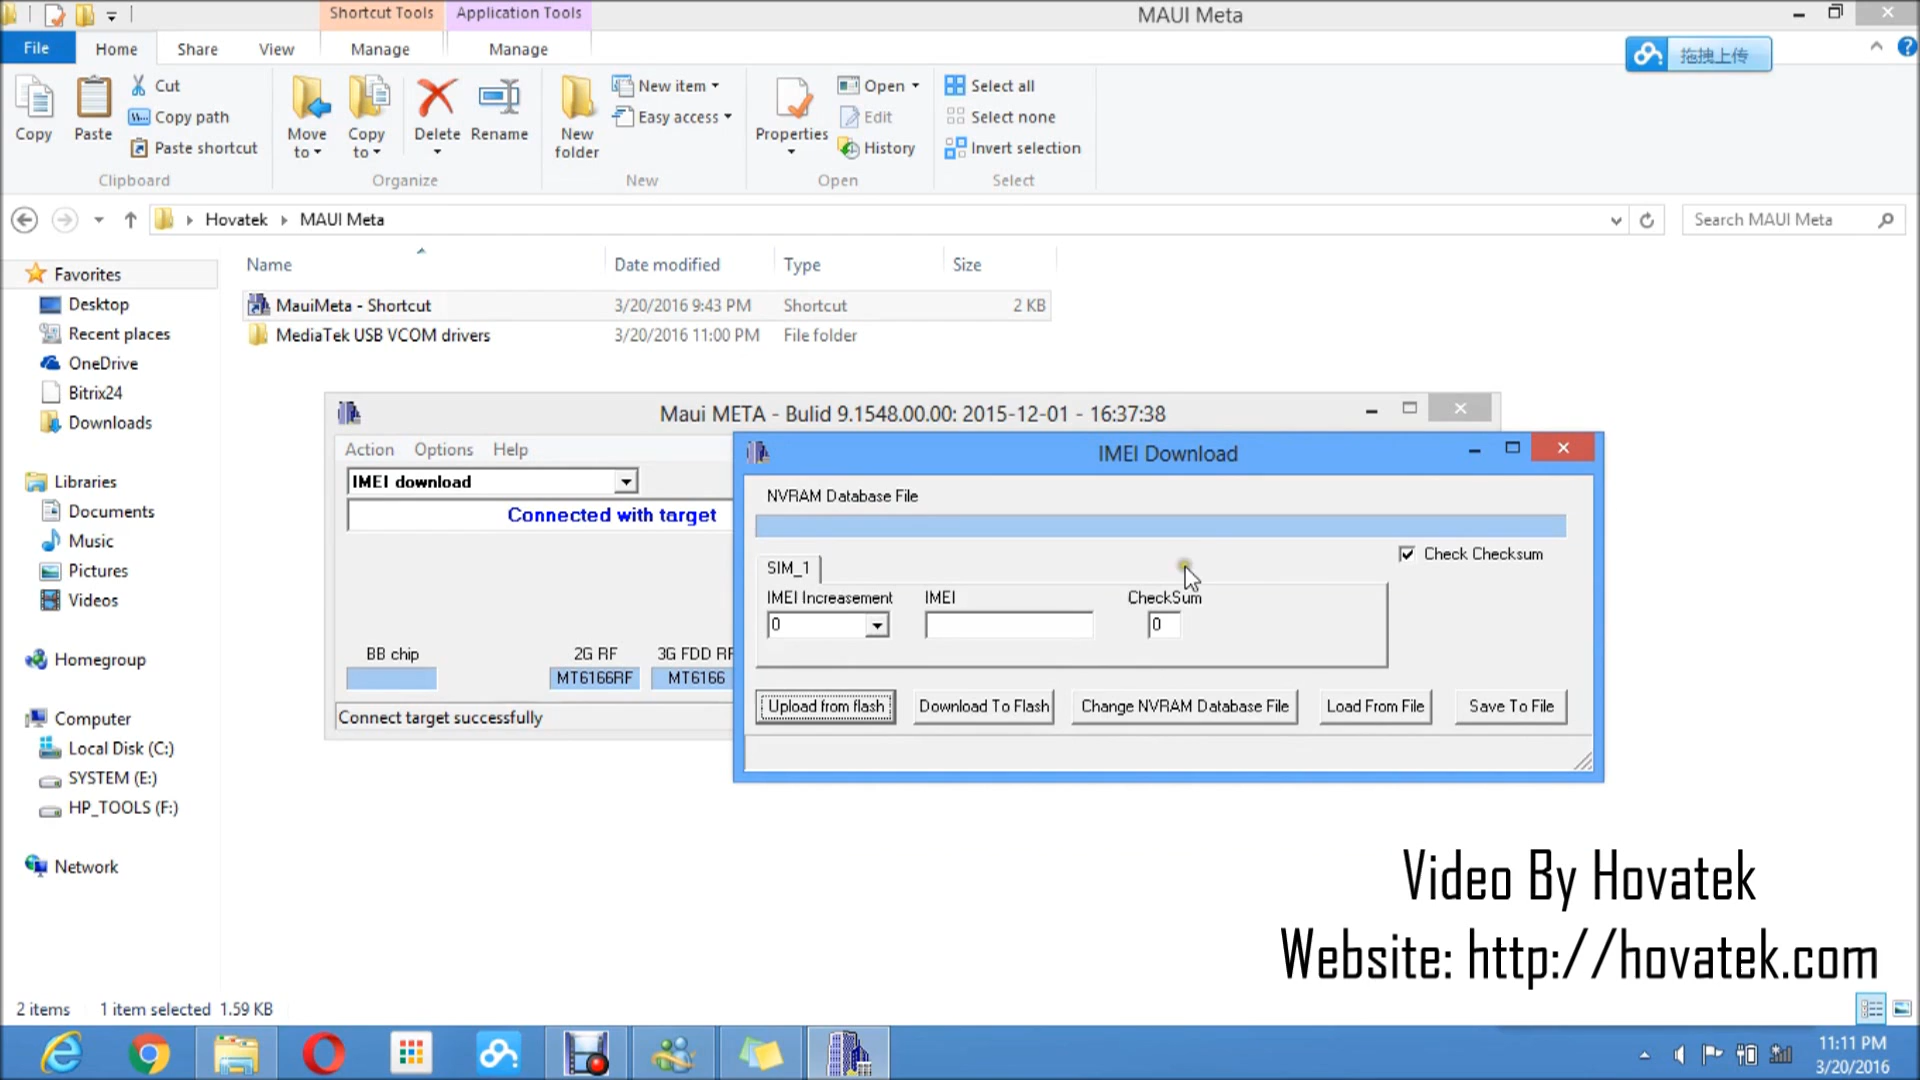 Shortcut Tools
Application Tools
MAUI Meta
File
Home
Share
View
Manage
Manage
拖拽上传
Copy
Paste
Cut
Copy path
Paste shortcut
Clipboard
Move to
Copy to
Delete
Rename
Organize
New folder
New item
Easy access
New
Properties
Open
Edit
History
Open
Select all
Select none
Invert selection
Select
Hovatek
MAUI Meta
Search MAUI Meta
Name
Date modified
Type
Size
MauiMeta - Shortcut
3/20/2016 9:43 PM
Shortcut
2 KB
MediaTek USB VCOM drivers
3/20/2016 11:00 PM
File folder
Favorites
Desktop
Recent places
OneDrive
Bitrix24
Downloads
Libraries
Documents
Music
Pictures
Videos
Homegroup
Computer
Local Disk (C:)
SYSTEM (E:)
HP_TOOLS (F:)
Network
Maui META - Bulid 9.1548.00.00: 2015-12-01 - 16:37:38
Action
Options
Help
IMEI download
Connected with target
BB chip
2G RF
MT6166RF
3G FDD RF
MT6166
Connect target successfully
IMEI Download
NVRAM Database File
Check Checksum
SIM_1
IMEI Increasement
IMEI
CheckSum
0
0
Upload from flash
Download To Flash
Change NVRAM Database File
Load From File
Save To File
Video By Hovatek
Website: http://hovatek.com
2 items
1 item selected 1.59 KB
11:11 PM
3/20/2016